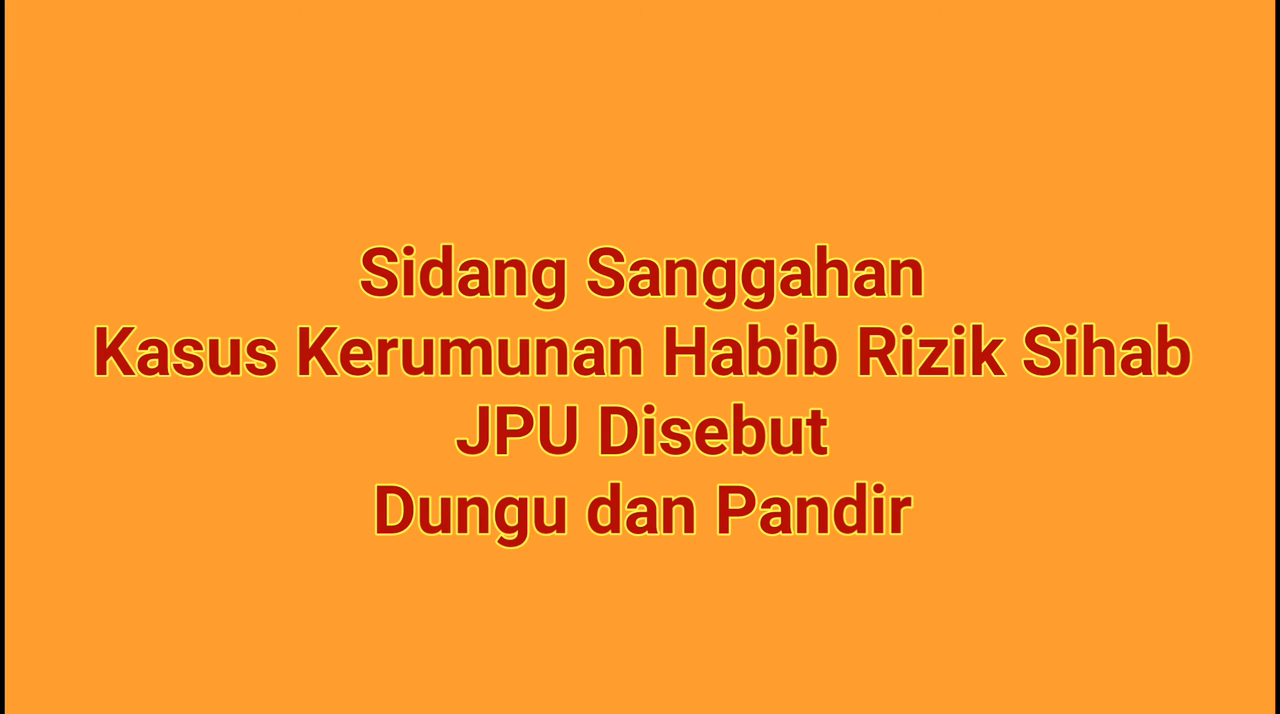 Sidang Sanggahan
Kasus Kerumunan Habib Rizik Sihab
JPU Disebut
Dungu dan Pandir